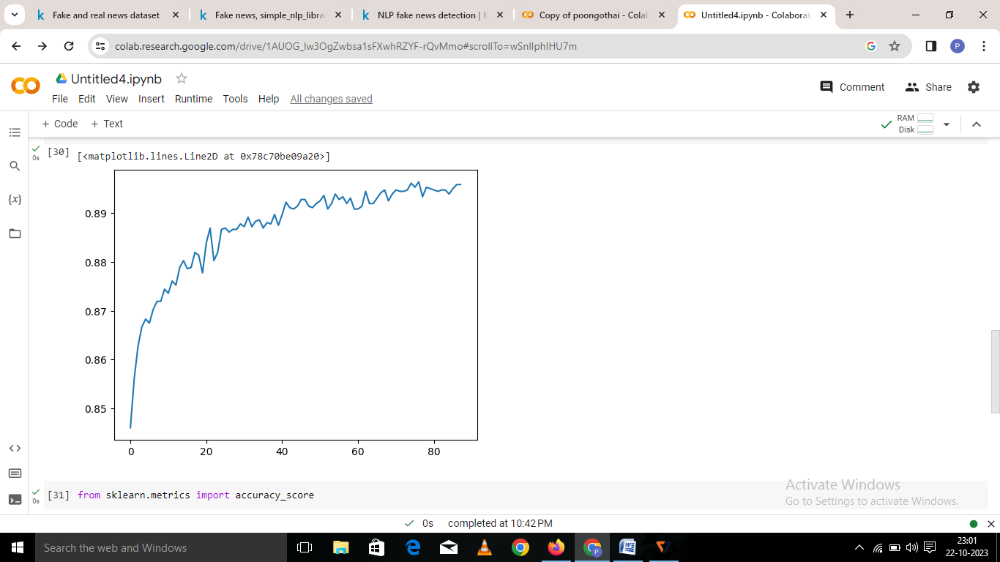 Fake and real news dataset
Fake news, simple_nlp_libra
NLP fake news detection | K
Copy of poongothai - Colab
Untitled4.ipynb - Colaborat
colab.research.google.com/drive/1AUOG_lw3OgZwbsa1sFXwhRZYF-rQvMmo#scrollTo=wSnlIphIHU7m
P
Untitled4.ipynb
File Edit View Insert Runtime Tools Help All changes saved
Comment Share
+ Code + Text
RAM
Disk
0s
[30] [<matplotlib.lines.Line2D at 0x78c70be09a20>]
{x}
0.89
0.88
0.87
0.86
0.85
0 20 40 60 80
0s
[31] from sklearn.metrics import accuracy_score
Activate Windows
Go to Settings to activate Windows.
0s completed at 10:42 PM
Search the web and Windows
P
23:01
22-10-2023